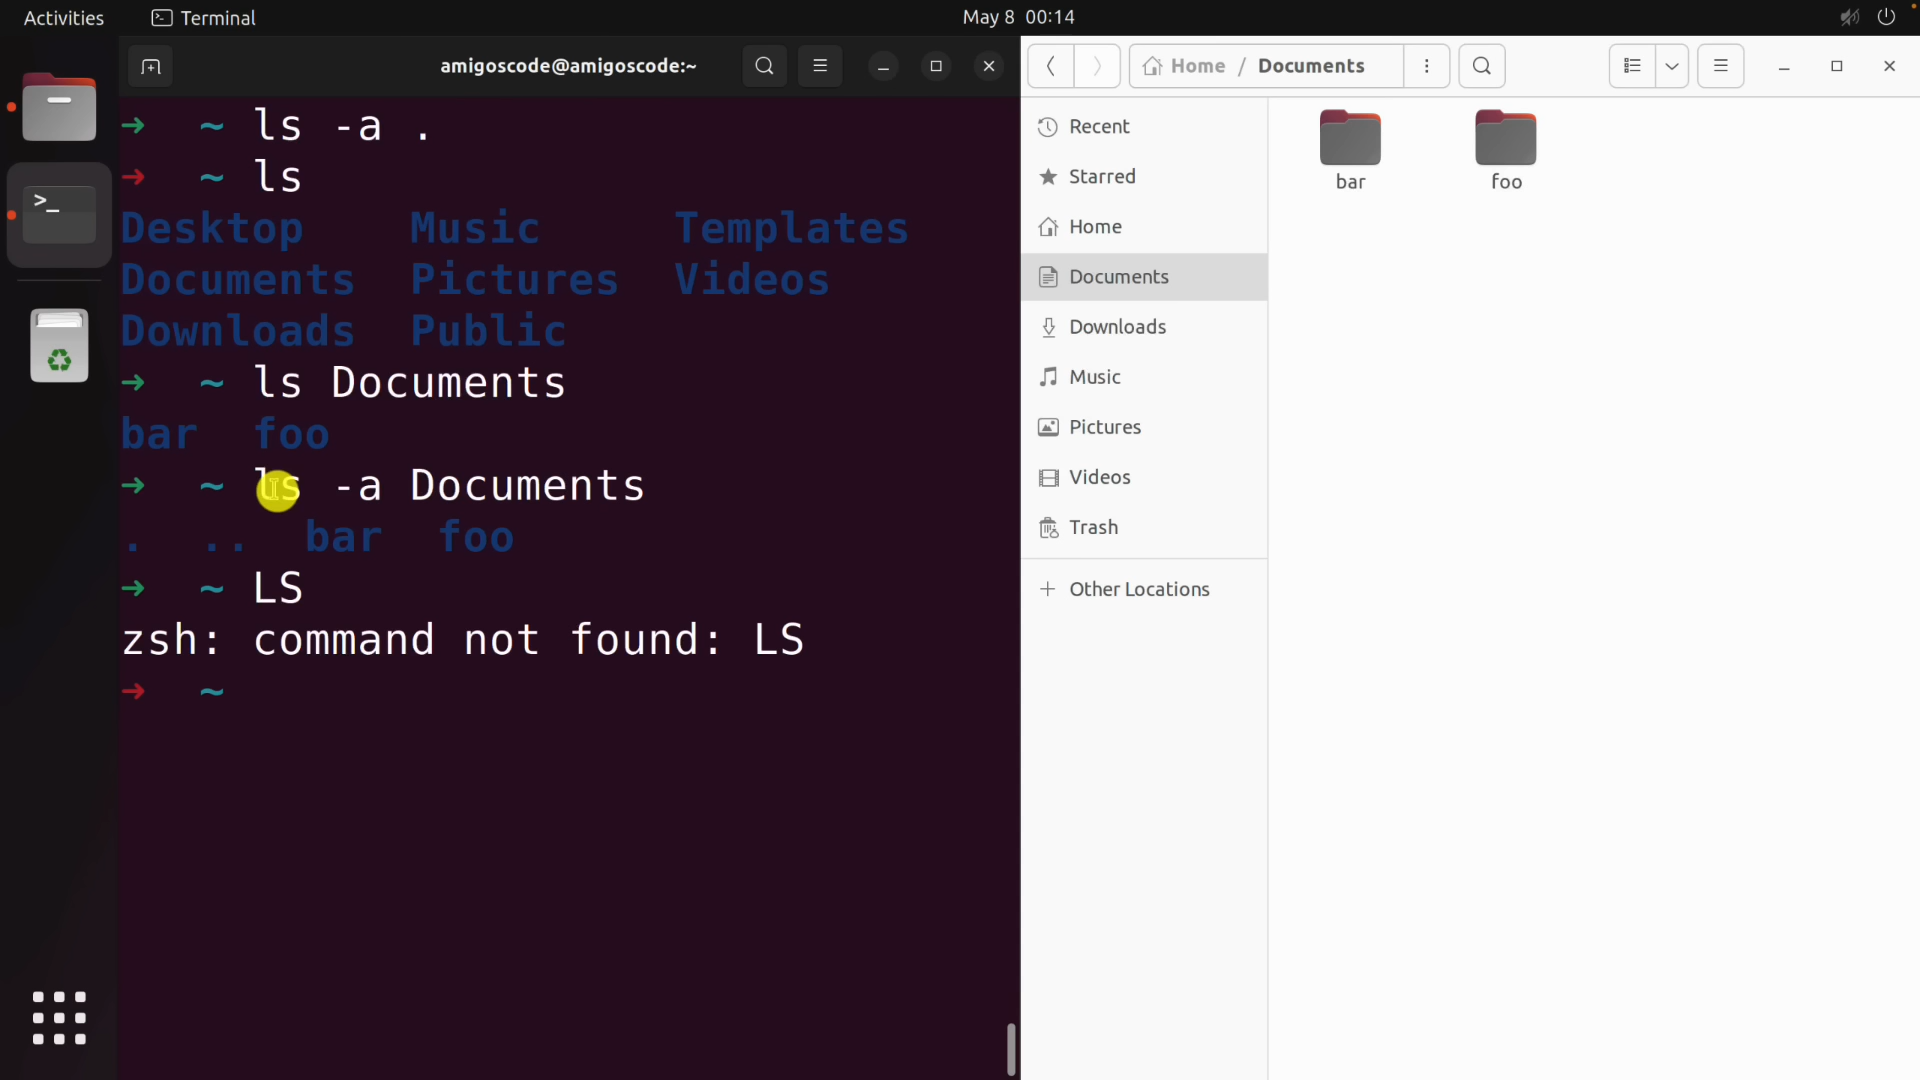 Activities
Terminal
May 8 00:14
amigoscode@amigoscode:~
➜ ~ ls -a .
➜ ~ ls
Desktop Music Templates
Documents Pictures Videos
Downloads Public
➜ ~ ls Documents
bar foo
➜ ~ ls -a Documents
. .. bar foo
➜ ~ LS
zsh: command not found: LS
➜ ~
Home / Documents
Recent
Starred
Home
Documents
Downloads
Music
Pictures
Videos
Trash
+ Other Locations
bar
foo